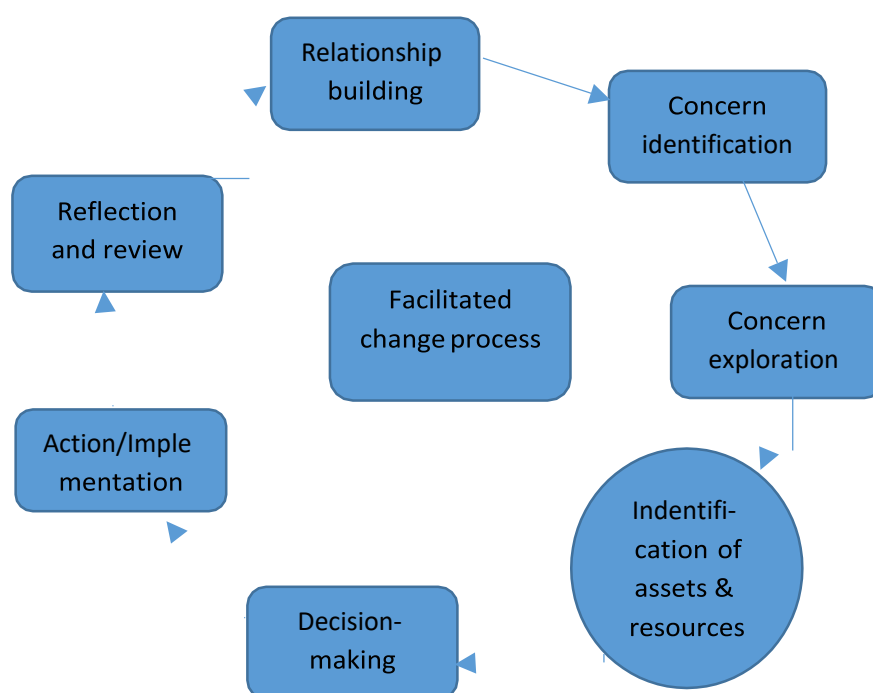 Relationship
building
Concern
identification
Reflection
and review
Facilitated
change process
Concern
exploration
Action/Imple
mentation
Indentifi-
cation of
assets &
resources
Decision-
making